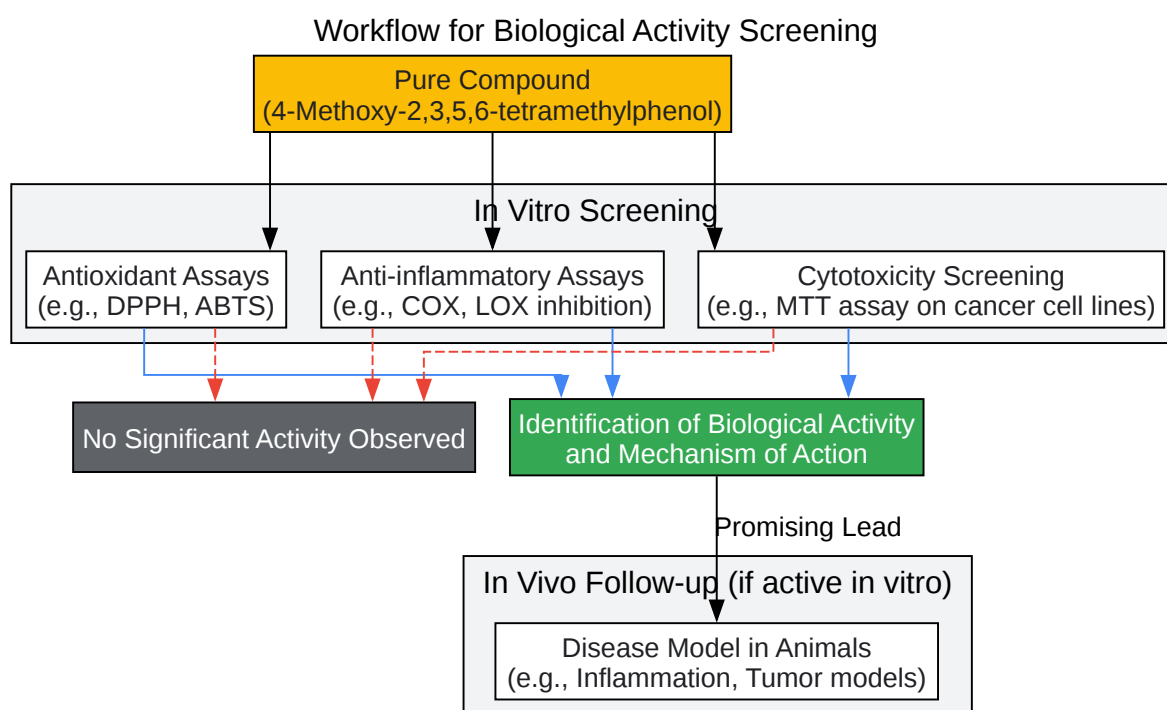 Workflow for Biological Activity Screening
Pure Compound
(4-Methoxy-2,3,5,6-tetramethylphenol)
In Vitro Screening
Antioxidant Assays
(e.g., DPPH, ABTS)
Anti-inflammatory Assays
(e.g., COX, LOX inhibition)
Cytotoxicity Screening
(e.g., MTT assay on cancer cell lines)
No Significant Activity Observed
Identification of Biological Activity
and Mechanism of Action
Promising Lead
In Vivo Follow-up (if active in vitro)
Disease Model in Animals
(e.g., Inflammation, Tumor models)